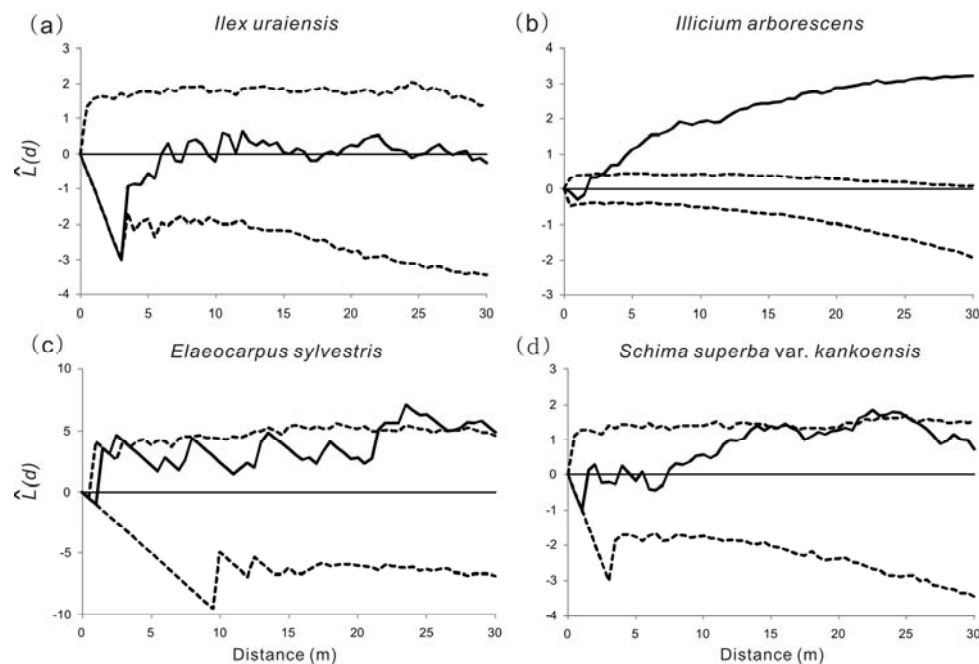 (a) Ilex uraiensis
3
2
1
0
-1
-2
-3
-4
L̂(d)
0 5 10 15 20 25 30
(b) Illicium arborescens
4
3
2
1
0
-1
-2
-3
0 5 10 15 20 25 30
(c) Elaeocarpus sylvestris
10
5
0
-5
-10
L̂(d)
0 5 10 15 20 25 30
Distance (m)
(d) Schima superba var. kankoensis
3
2
1
0
-1
-2
-3
-4
0 5 10 15 20 25 30
Distance (m)